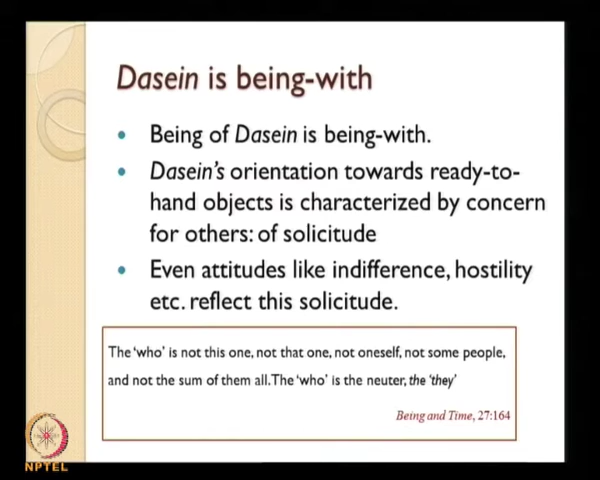 Dasein is being-with
• Being of Dasein is being-with.
• Dasein's orientation towards ready-to-
hand objects is characterized by concern
for others: of solicitude
• Even attitudes like indifference, hostility
etc. reflect this solicitude.
The 'who' is not this one, not that one, not oneself, not some people,
and not the sum of them all.The 'who' is the neuter, the 'they'
Being and Time, 27:164
NPTEL